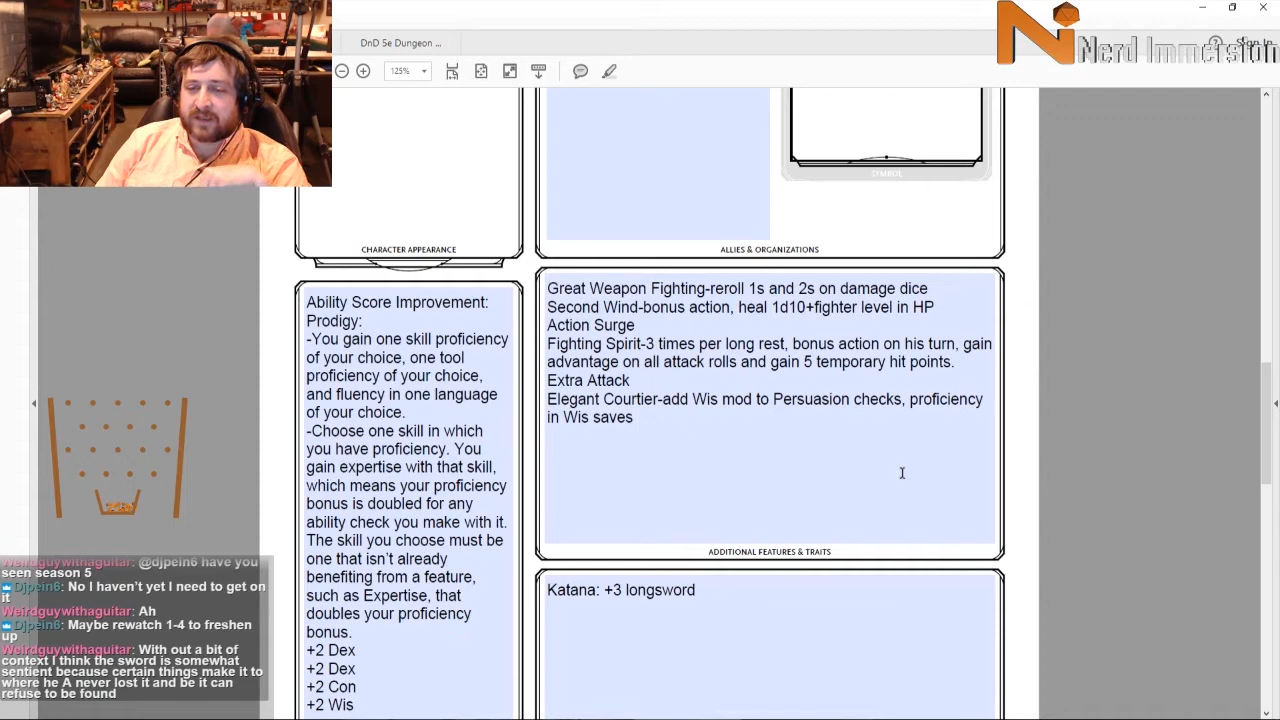 DnD 5e Dungeon ...
Nerd Immersion
125%
SYMBOL
CHARACTER APPEARANCE
ALLIES & ORGANIZATIONS
Ability Score Improvement:
Prodigy:
-You gain one skill proficiency
of your choice, one tool
proficiency of your choice,
and fluency in one language
of your choice.
-Choose one skill in which
you have proficiency. You
gain expertise with that skill,
which means your proficiency
bonus is doubled for any
ability check you make with it.
The skill you choose must be
one that isn't already
benefiting from a feature,
such as Expertise, that
doubles your proficiency
bonus.
+2 Dex
+2 Dex
+2 Con
+2 Wis
Great Weapon Fighting-reroll 1s and 2s on damage dice
Second Wind-bonus action, heal 1d10+fighter level in HP
Action Surge
Fighting Spirit-3 times per long rest, bonus action on his turn, gain
advantage on all attack rolls and gain 5 temporary hit points.
Extra Attack
Elegant Courtier-add Wis mod to Persuasion checks, proficiency
in Wis saves
ADDITIONAL FEATURES & TRAITS
Katana: +3 longsword
Weirdguywithaguitar: @djpein6 have you
seen season 5
Djpein6: No I haven't yet I need to get on
it
Weirdguywithaguitar: Ah
Djpein6: Maybe rewatch 1-4 to freshen
up
Weirdguywithaguitar: With out a bit of
context I think the sword is somewhat
sentient because certain things make it to
where he A never lost it and be it can
refuse to be found